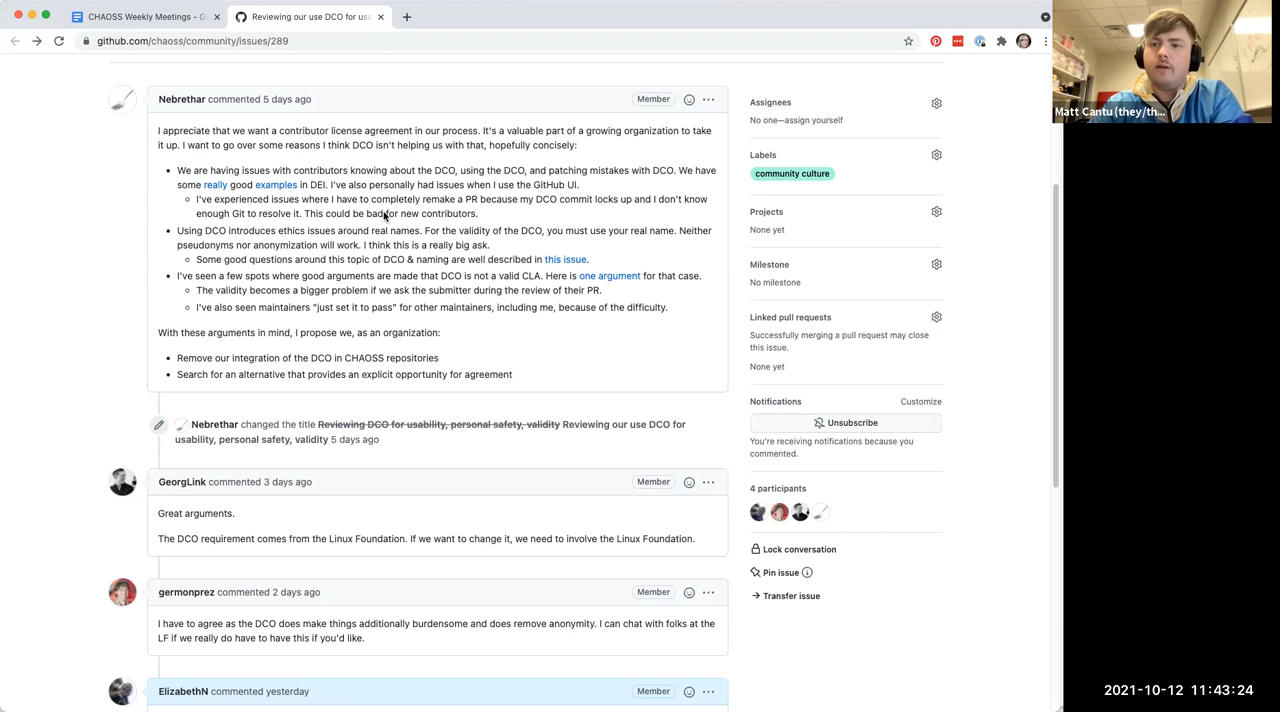 CHAOSS Weekly Meetings - G
Reviewing our use DCO for us
github.com/chaoss/community/issues/289
Matt Cantu (they/th...
Nebrethar commented 5 days ago
Member
I appreciate that we want a contributor license agreement in our process. It's a valuable part of a growing organization to take
it up. I want to go over some reasons I think DCO isn't helping us with that, hopefully concisely:
We are having issues with contributors knowing about the DCO, using the DCO, and patching mistakes with DCO. We have
some really good examples in DEI. I've also personally had issues when I use the GitHub UI.
I've experienced issues where I have to completely remake a PR because my DCO commit locks up and I don't know
enough Git to resolve it. This could be bad for new contributors.
Using DCO introduces ethics issues around real names. For the validity of the DCO, you must use your real name. Neither
pseudonyms nor anonymization will work. I think this is a really big ask.
Some good questions around this topic of DCO & naming are well described in this issue.
I've seen a few spots where good arguments are made that DCO is not a valid CLA. Here is one argument for that case.
The validity becomes a bigger problem if we ask the submitter during the review of their PR.
I've also seen maintainers "just set it to pass" for other maintainers, including me, because of the difficulty.
With these arguments in mind, I propose we, as an organization:
Remove our integration of the DCO in CHAOSS repositories
Search for an alternative that provides an explicit opportunity for agreement
Nebrethar changed the title Reviewing DCO for usability, personal safety, validity Reviewing our use DCO for
usability, personal safety, validity 5 days ago
GeorgLink commented 3 days ago
Member
Great arguments.
The DCO requirement comes from the Linux Foundation. If we want to change it, we need to involve the Linux Foundation.
germonprez commented 2 days ago
Member
I have to agree as the DCO does make things additionally burdensome and does remove anonymity. I can chat with folks at the
LF if we really do have to have this if you'd like.
ElizabethN commented yesterday
Member
Assignees
No one—assign yourself
Labels
community culture
Projects
None yet
Milestone
No milestone
Linked pull requests
Successfully merging a pull request may close
this issue.
None yet
Notifications
Customize
Unsubscribe
You're receiving notifications because you
commented.
4 participants
Lock conversation
Pin issue
Transfer issue
2021-10-12 11:43:24